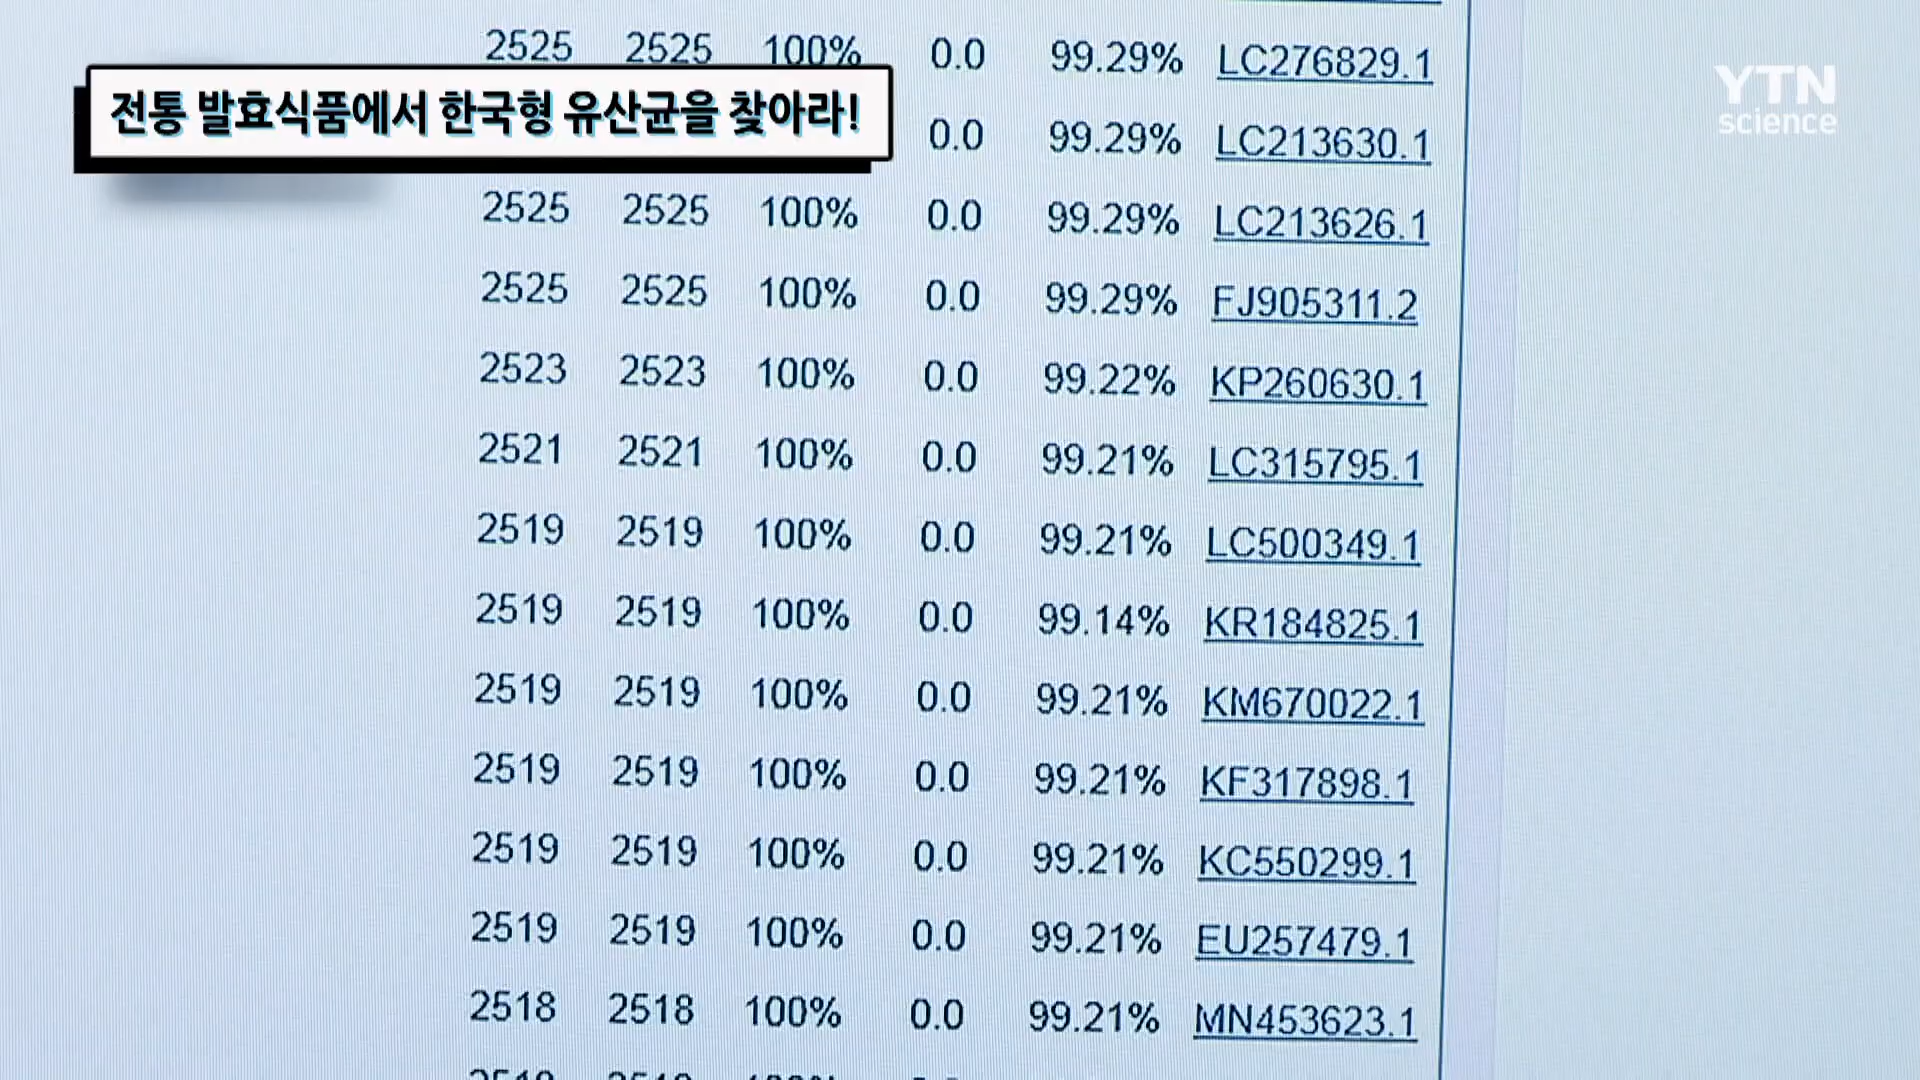 2525 2525 100% 0.0 99.29% LC276829.1
전통 발효식품에서 한국형 유산균을 찾아라!
YTN
science
0.0 99.29% LC213630.1
2525 2525 100% 0.0 99.29% LC213626.1
2525 2525 100% 0.0 99.29% FJ905311.2
2523 2523 100% 0.0 99.22% KP260630.1
2521 2521 100% 0.0 99.21% LC315795.1
2519 2519 100% 0.0 99.21% LC500349.1
2519 2519 100% 0.0 99.14% KR184825.1
2519 2519 100% 0.0 99.21% KM670022.1
2519 2519 100% 0.0 99.21% KF317898.1
2519 2519 100% 0.0 99.21% KC550299.1
2519 2519 100% 0.0 99.21% EU257479.1
2518 2518 100% 0.0 99.21% MN453623.1